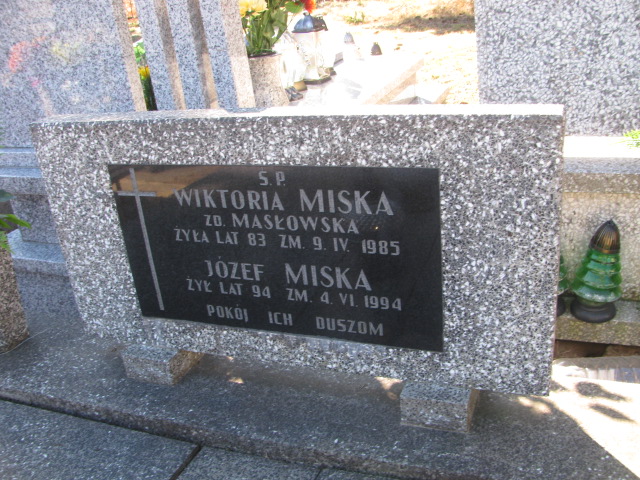 Ś.P.
WIKTORIA MISKA
ZD. MASŁOWSKA
ŻYŁA LAT 83 ZM. 9. IV. 1985
JÓZEF MISKA
ŻYŁ LAT 94 ZM. 4. VI. 1994
POKÓJ ICH DUSZOM